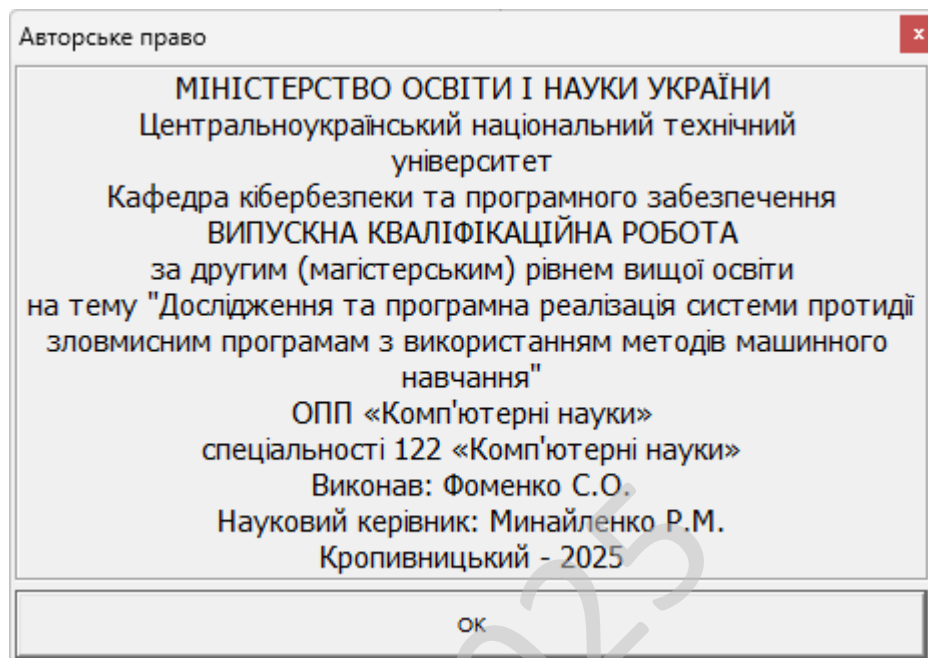 Авторське право
x
МІНІСТЕРСТВО ОСВІТИ І НАУКИ УКРАЇНИ
Центральноукраїнський національний технічний
університет
Кафедра кібербезпеки та програмного забезпечення
ВИПУСКНА КВАЛІФІКАЦІЙНА РОБОТА
за другим (магістерським) рівнем вищої освіти
на тему "Дослідження та програмна реалізація системи протидії
зловмисним програмам з використанням методів машинного
навчання"
ОПП «Комп'ютерні науки»
спеціальності 122 «Комп'ютерні науки»
Виконав: Фоменко С.О.
Науковий керівник: Минайленко Р.М.
Кропивницький - 2025
ОК
2025